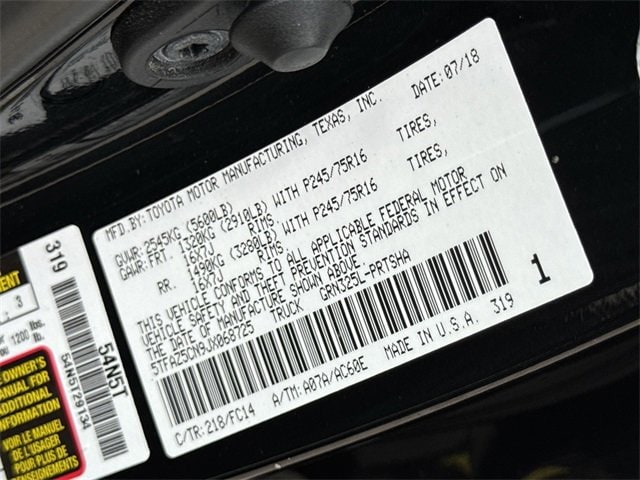 MFD.BY:TOYOTA MOTOR MANUFACTURING, TEXAS, INC. DATE:07/18
GVWR:2545KG (5600LB)
GAWR:FRT. 1320KG (2910LB) WITH P245/75R16 TIRES,
16X7J RIMS
RR. 1490KG (3280LB) WITH P245/75R16 TIRES,
16X7J RIMS
THIS VEHICLE CONFORMS TO ALL APPLICABLE FEDERAL MOTOR
VEHICLE SAFETY AND THEFT PREVENTION STANDARDS IN EFFECT ON
THE DATE OF MANUFACTURE SHOWN ABOVE.
5TFAZ5CN9JX068725 TRUCK GRN325L-PRTSHA
1
C/TR:218/FC14 A/TM:A07A/AC60E MADE IN U.S.A. 319
319
54N5T
54N5T29134
: 3
1200 lbs.
OWNER'S
MANUAL FOR
ADDITIONAL
INFORMATION
VOIR LE MANUEL
DE L'USAGER
POUR PLUS DE
RENSEIGNEMENTS